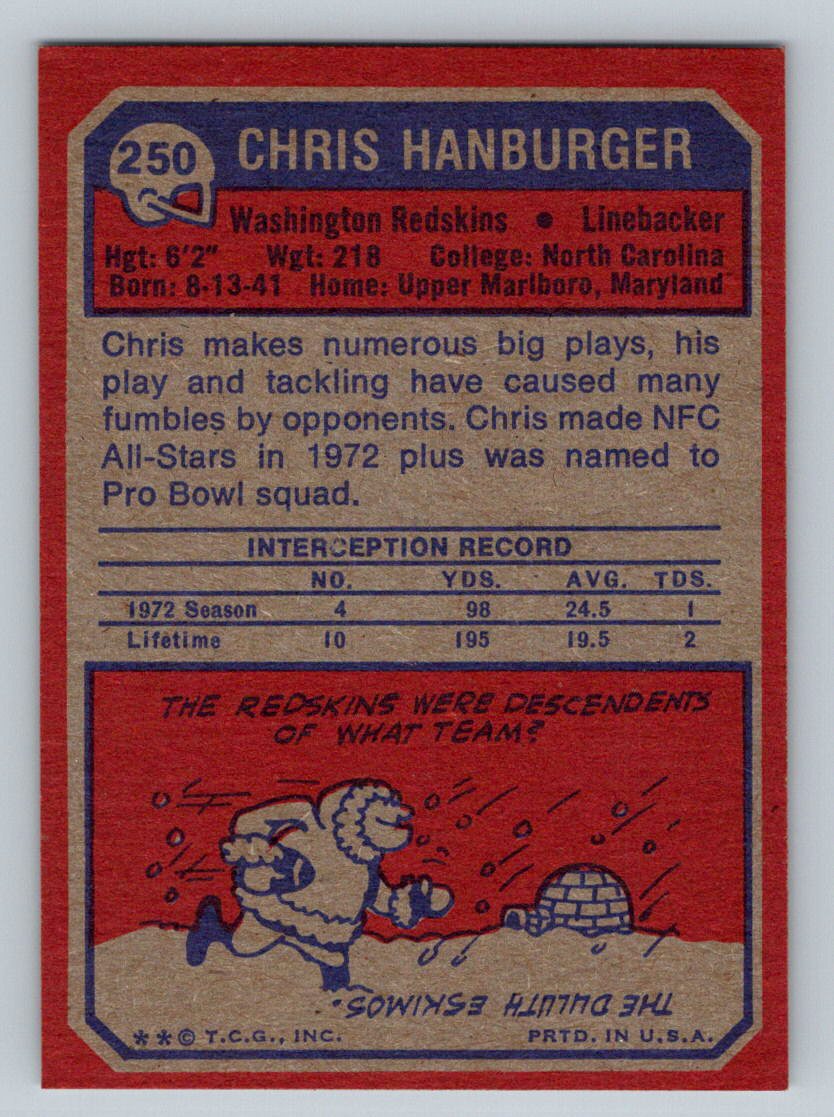 250 CHRIS HANBURGER
Washington Redskins • Linebacker
Hgt: 6'2" Wgt: 218 College: North Carolina
Born: 8-13-41 Home: Upper Marlboro, Maryland
Chris makes numerous big plays, his
play and tackling have caused many
fumbles by opponents. Chris made NFC
All-Stars in 1972 plus was named to
Pro Bowl squad.
INTERCEPTION RECORD
NO. YDS. AVG. TDS.
1972 Season 4 98 24.5 1
Lifetime 10 195 19.5 2
THE REDSKINS WERE DESCENDENTS
OF WHAT TEAM?
THE DULUTH ESKIMOS.
**© T.C.G., INC. PRTD. IN U.S.A.